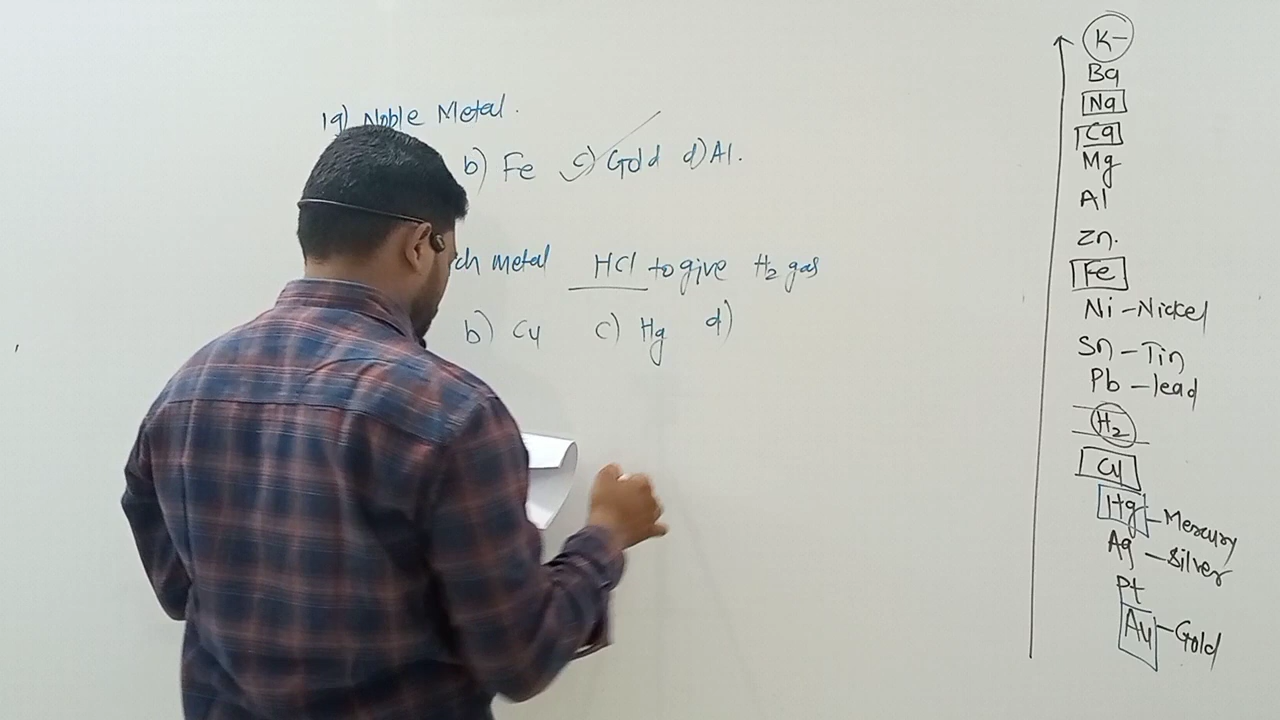 19) Noble Metal.
b) Fe c) Gold d) Al.
metal HCl to give H2 gas
b) Cu c) Hg d)
K
Ba
Na
Ca
Mg
Al
Zn.
Fe
Ni - Nickel
Sn - Tin
Pb - lead
H2
Cu
Hg - Mercury
Ag - Silver
Pt
Au - Gold